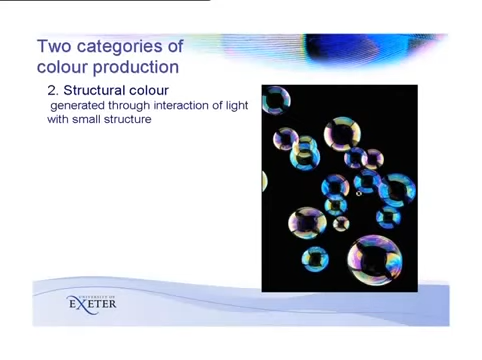 Two categories of
colour production
2. Structural colour
generated through interaction of light
with small structure
UNIVERSITY OF
EXETER